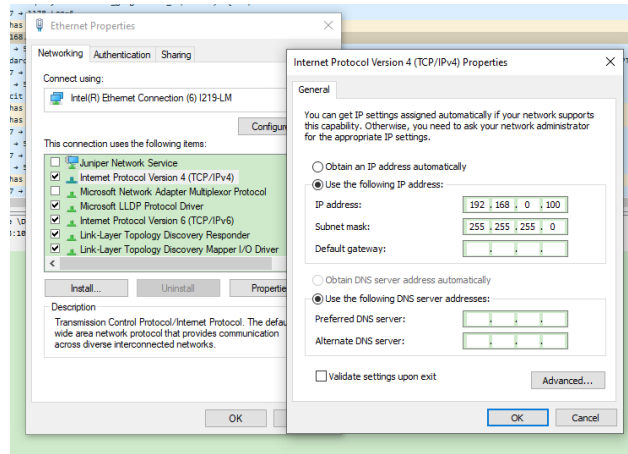 Ethernet Properties
Networking Authentication Sharing
Connect using:
Intel(R) Ethernet Connection (6) I219-LM
Configure
This connection uses the following items:
Juniper Network Service
Internet Protocol Version 4 (TCP/IPv4)
Microsoft Network Adapter Multiplexor Protocol
Microsoft LLDP Protocol Driver
Internet Protocol Version 6 (TCP/IPv6)
Link-Layer Topology Discovery Responder
Link-Layer Topology Discovery Mapper I/O Driver
Install... Uninstall Propertie
Description
Transmission Control Protocol/Internet Protocol. The defau
wide area network protocol that provides communication
across diverse interconnected networks.
OK
Internet Protocol Version 4 (TCP/IPv4) Properties
General
You can get IP settings assigned automatically if your network supports
this capability. Otherwise, you need to ask your network administrator
for the appropriate IP settings.
Obtain an IP address automatically
Use the following IP address:
IP address: 192 . 168 . 0 . 100
Subnet mask: 255 . 255 . 255 . 0
Default gateway: . . .
Obtain DNS server address automatically
Use the following DNS server addresses:
Preferred DNS server: . . .
Alternate DNS server: . . .
Validate settings upon exit
Advanced...
OK Cancel